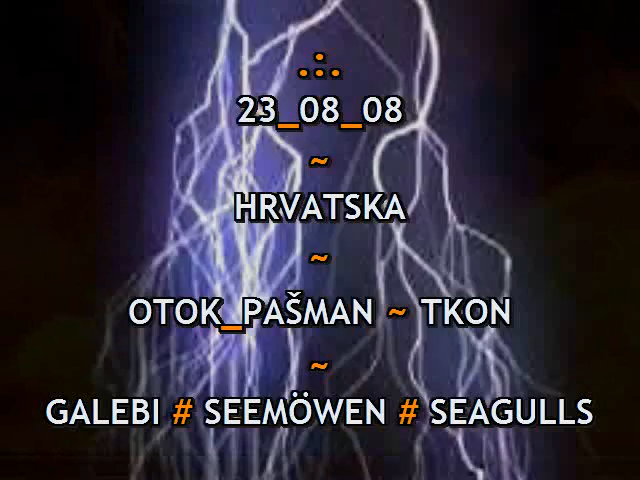 .:.
23_08_08
~
HRVATSKA
~
OTOK_PAŠMAN ~ TKON
~
GALEBI # SEEMÖWEN # SEAGULLS